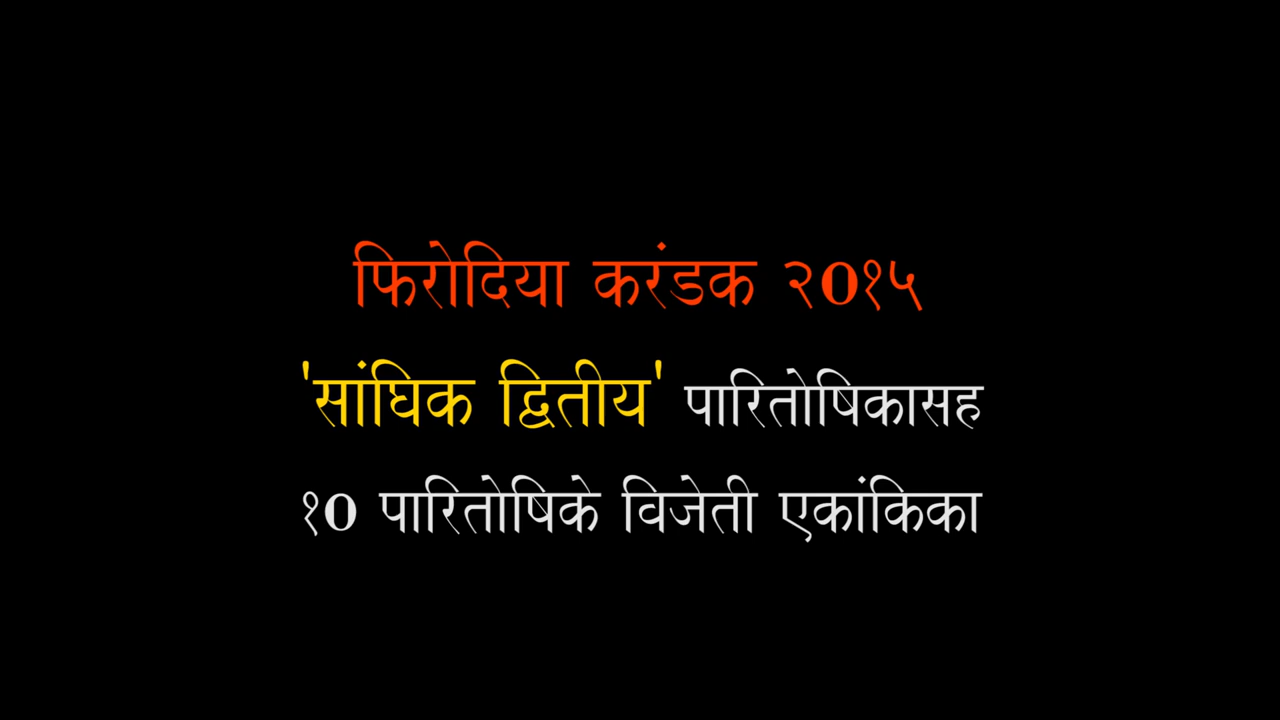 फिरोदिया करंडक २०१५
'सांघिक द्वितीय' पारितोषिकासह
१० पारितोषिके विजेती एकांकिका